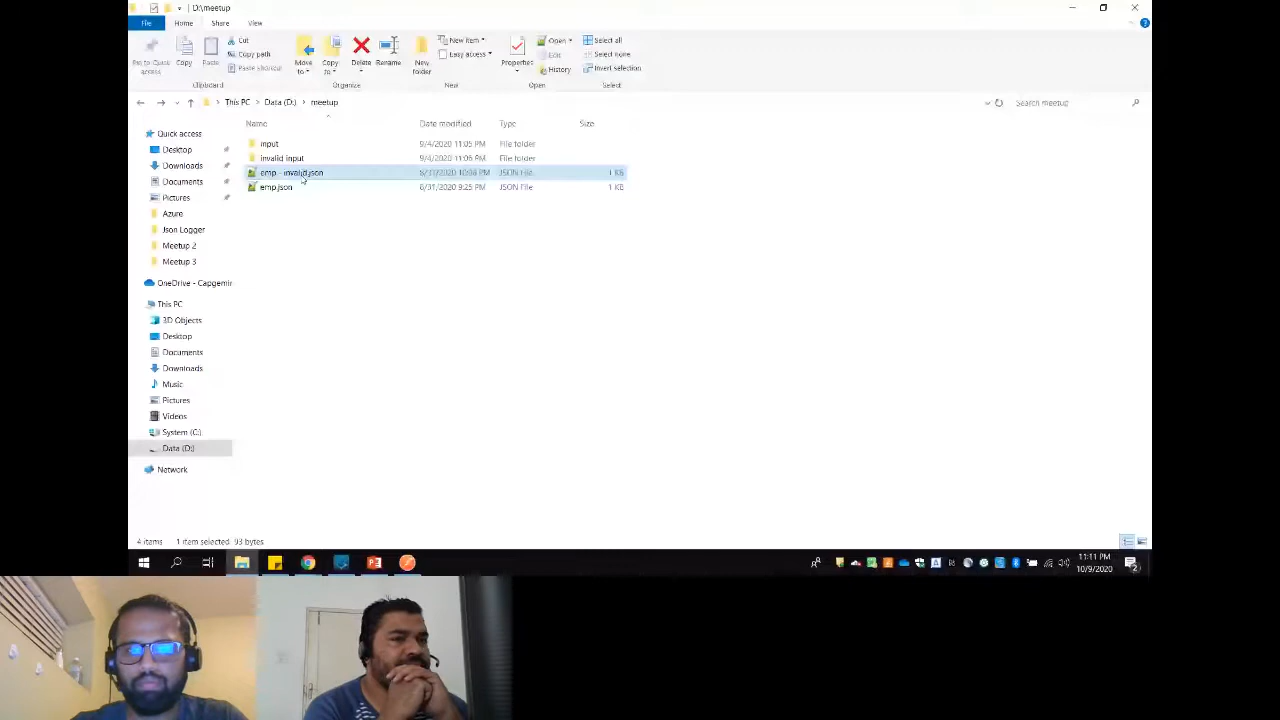 D:\meetup
File Home Share View
Pin to Quick access
Copy
Paste
Cut
Copy path
Paste shortcut
Move to
Copy to
Delete
Rename
New folder
New item
Easy access
Properties
Open
Edit
History
Select all
Select none
Invert selection
Clipboard Organize New Open Select
This PC > Data (D:) > meetup
Search meetup
Name Date modified Type Size
input 9/4/2020 11:05 PM File folder
invalid input 9/4/2020 11:06 PM File folder
emp - invalid.json JSON File 1 KB
emp.json 8/31/2020 9:25 PM JSON File 1 KB
Quick access
Desktop
Downloads
Documents
Pictures
Azure
Json Logger
Meetup 2
Meetup 3
OneDrive - Capgemin
This PC
3D Objects
Desktop
Documents
Downloads
Music
Pictures
Videos
System (C:)
Data (D:)
Network
4 items 1 item selected: 93 bytes
11:11 PM
10/9/2020